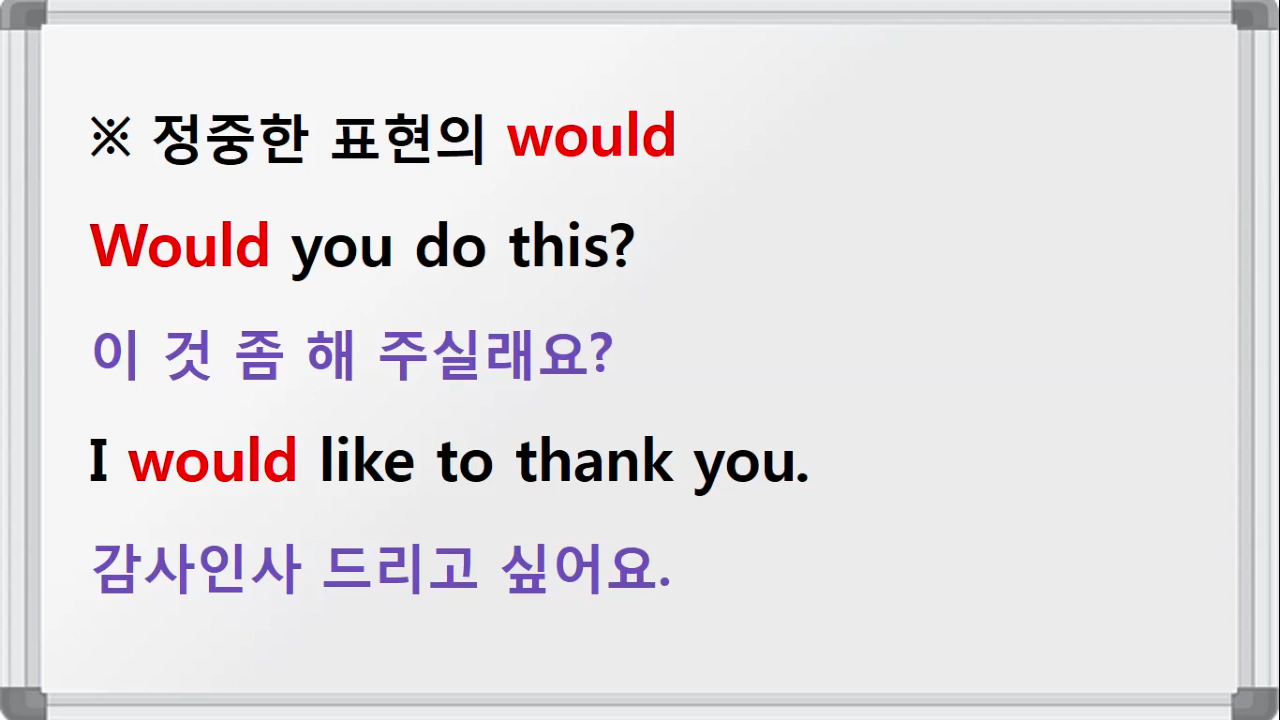 ※ 정중한 표현의 would
Would you do this?
이 것 좀 해 주실래요?
I would like to thank you.
감사인사 드리고 싶어요.